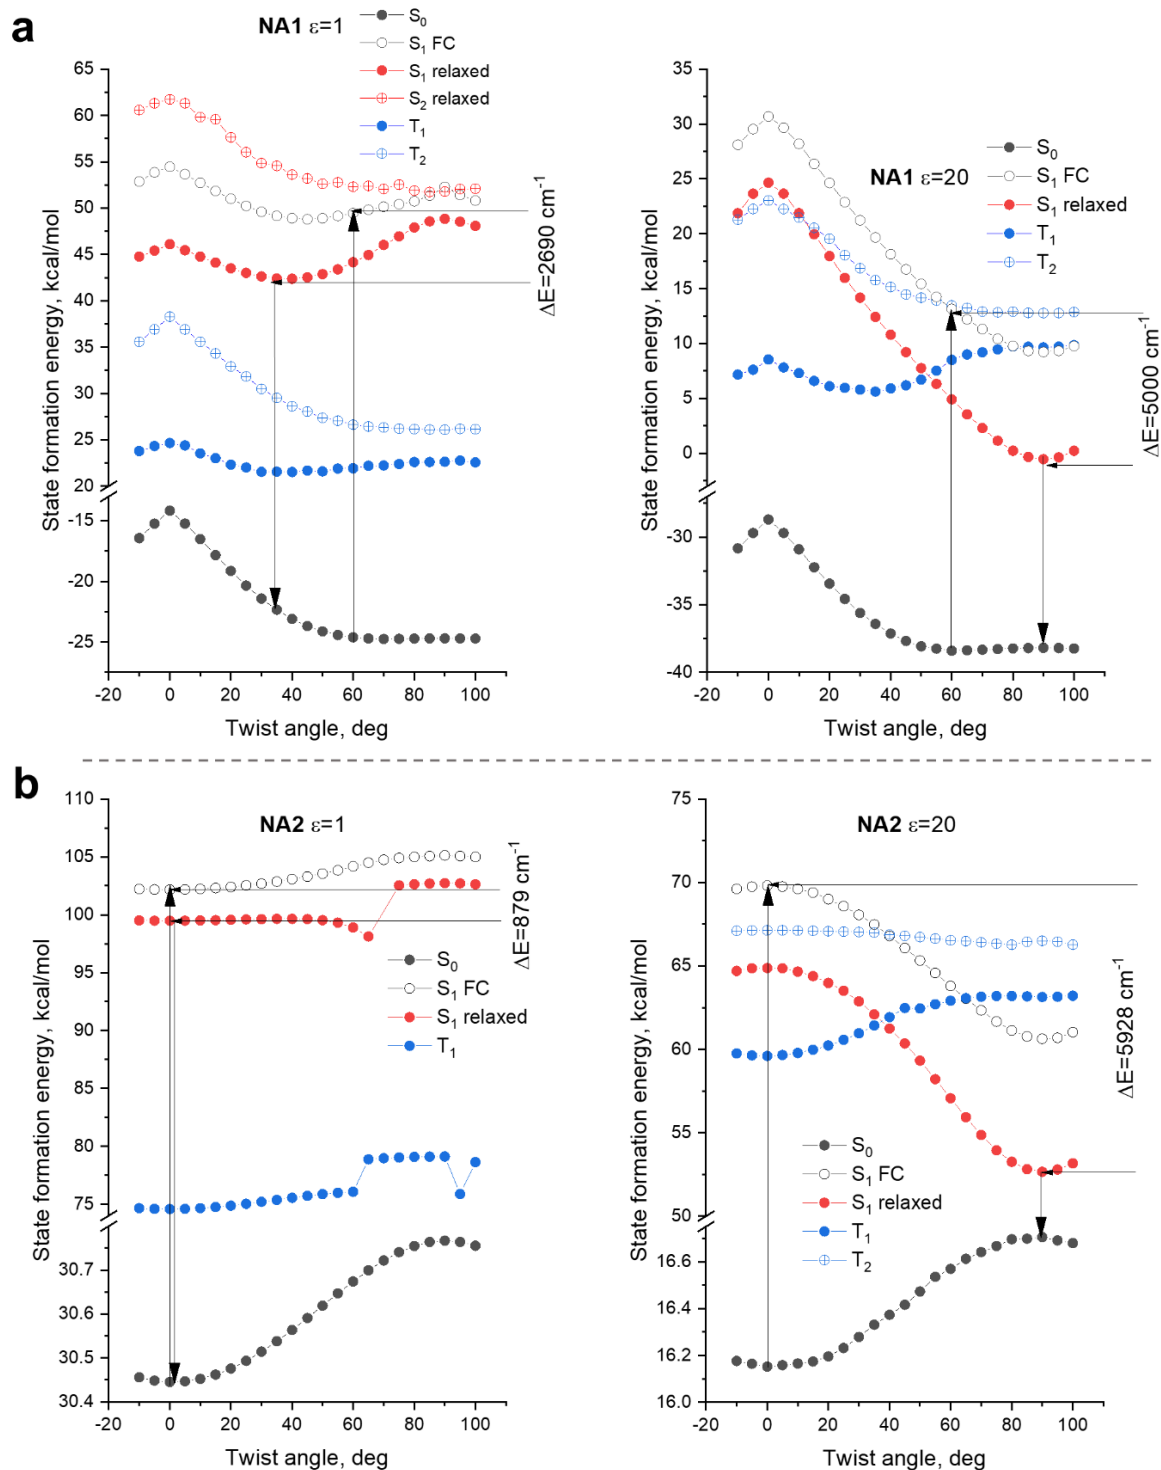 a
NA1 ε=1
S0
S1 FC
S1 relaxed
S2 relaxed
T1
T2
65
60
55
50
45
40
35
30
25
20
-15
-20
-25
-20
0
20
40
60
80
100
State formation energy, kcal/mol
Twist angle, deg
ΔE=2690 cm-1
NA1 ε=20
S0
S1 FC
S1 relaxed
T1
T2
35
30
25
20
15
10
5
0
-30
-35
-40
-20
0
20
40
60
80
100
State formation energy, kcal/mol
Twist angle, deg
ΔE=5000 cm-1
b
NA2 ε=1
S0
S1 FC
S1 relaxed
T1
110
105
100
95
90
85
80
75
30.7
30.6
30.5
30.4
-20
0
20
40
60
80
100
State formation energy, kcal/mol
Twist angle, deg
ΔE=879 cm-1
NA2 ε=20
S0
S1 FC
S1 relaxed
T1
T2
75
70
65
60
55
50
16.6
16.4
16.2
16.0
-20
0
20
40
60
80
100
State formation energy, kcal/mol
Twist angle, deg
ΔE=5928 cm-1